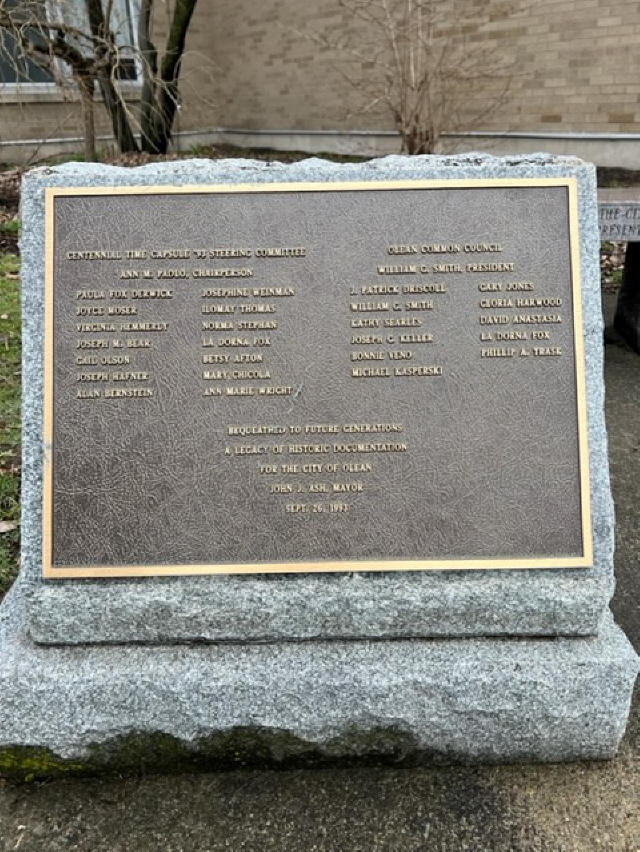 CENTENNIAL TIME CAPSULE '93 STEERING COMMITTEE
ANN M. PADLO, CHAIRPERSON
PAULA FOX DERWICK JOSEPHINE WEINMAN
JOYCE MOSER ILOMAY THOMAS
VIRGINIA HEMMERLY NORMA STEPHAN
JOSEPH M. BEAR LA DORNA FOX
GAIL OLSON BETSY AFTON
JOSEPH HAFNER MARY CHICOLA
ALAN BERNSTEIN ANN MARIE WRIGHT
OLEAN COMMON COUNCIL
WILLIAM G. SMITH, PRESIDENT
J. PATRICK DRISCOLL GARY JONES
WILLIAM G. SMITH GLORIA HARWOOD
KATHY SEARLES DAVID ANASTASIA
JOSEPH G. KELLER LA DORNA FOX
BONNIE VENO PHILLIP A. TRASK
MICHAEL KASPERSKI
BEQUEATHED TO FUTURE GENERATIONS
A LEGACY OF HISTORIC DOCUMENTATION
FOR THE CITY OF OLEAN
JOHN J. ASH, MAYOR
SEPT. 26, 1993
THE